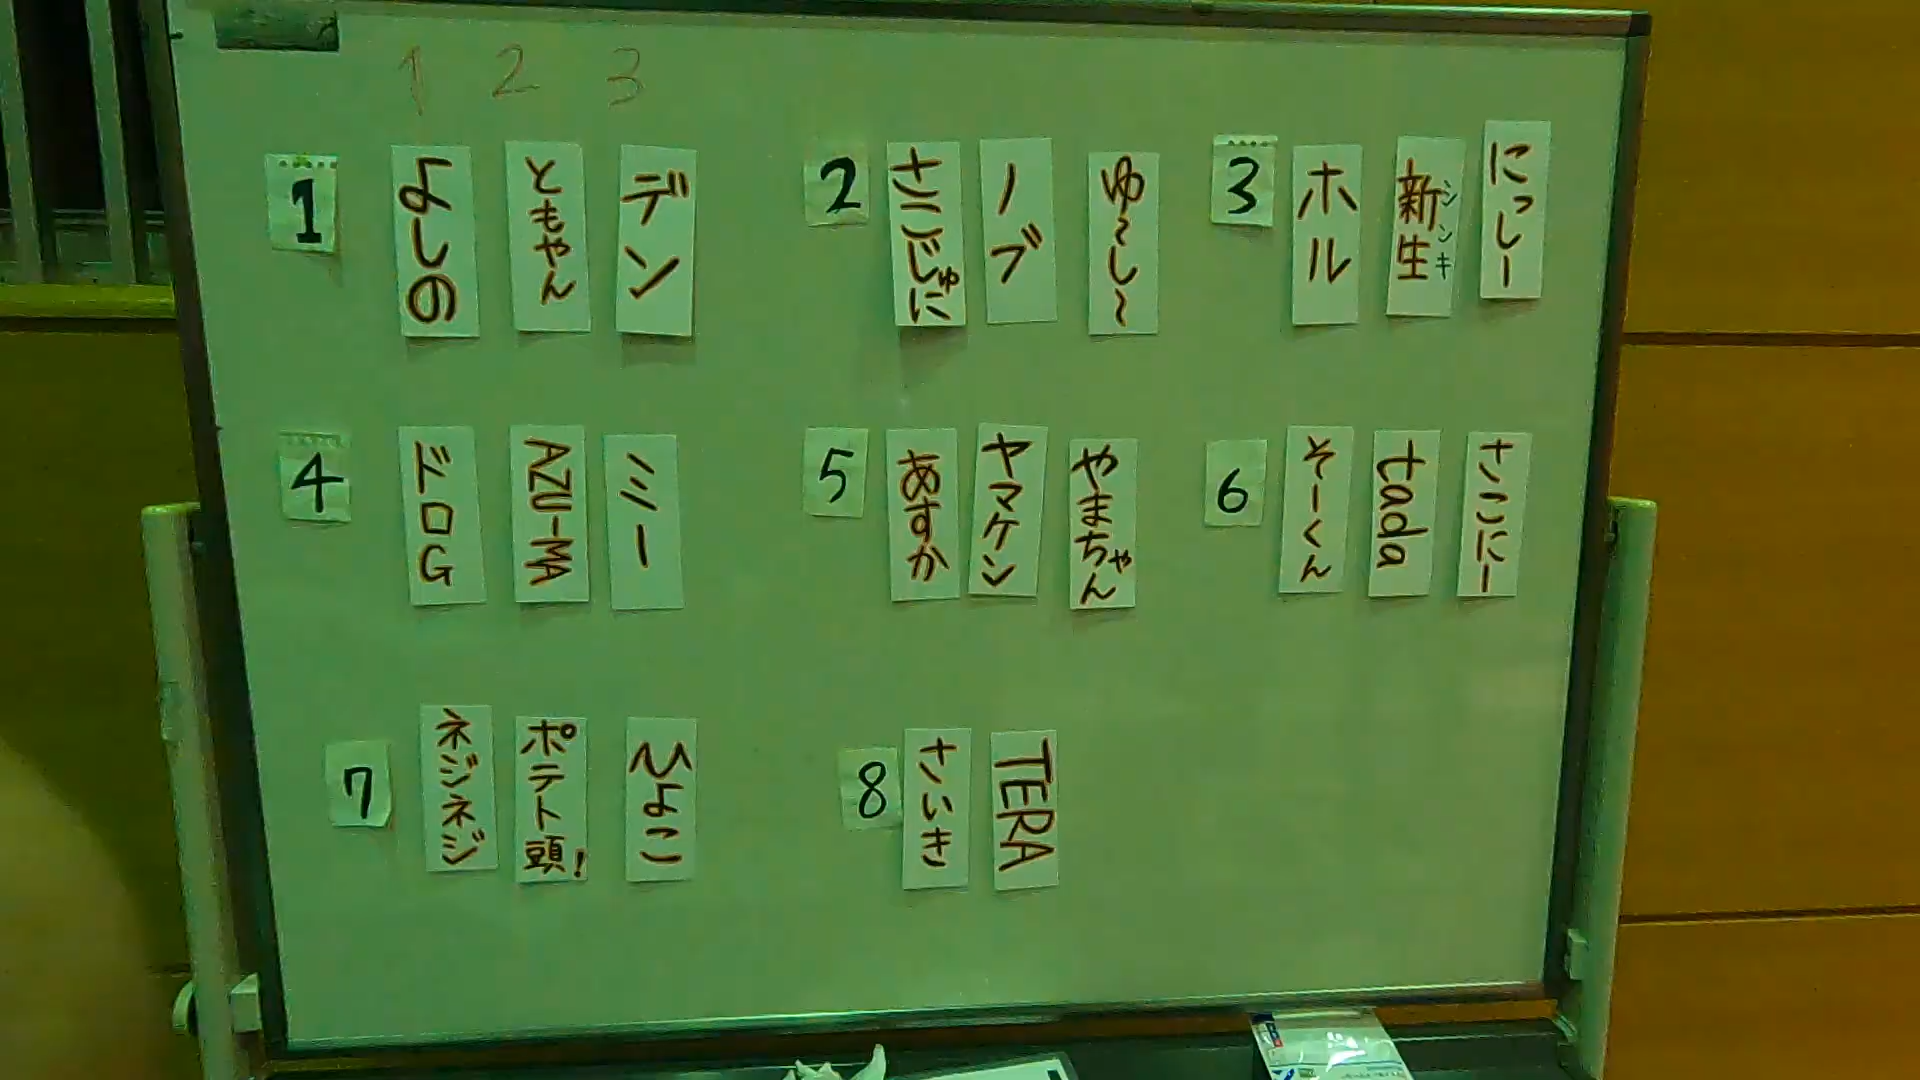 1 2 3
1
よしの
ともやん
デン
2
さこじゅに
ノブ
ゆ～し～
3
ホル
新生
シンキ
にっしー
4
ドロG
AZUMA
ミー
5
あすか
ヤマケン
やまちゃん
6
そーくん
tada
さこにー
7
ネジネジ
ポテト頭!
ひよこ
8
さいき
TERA